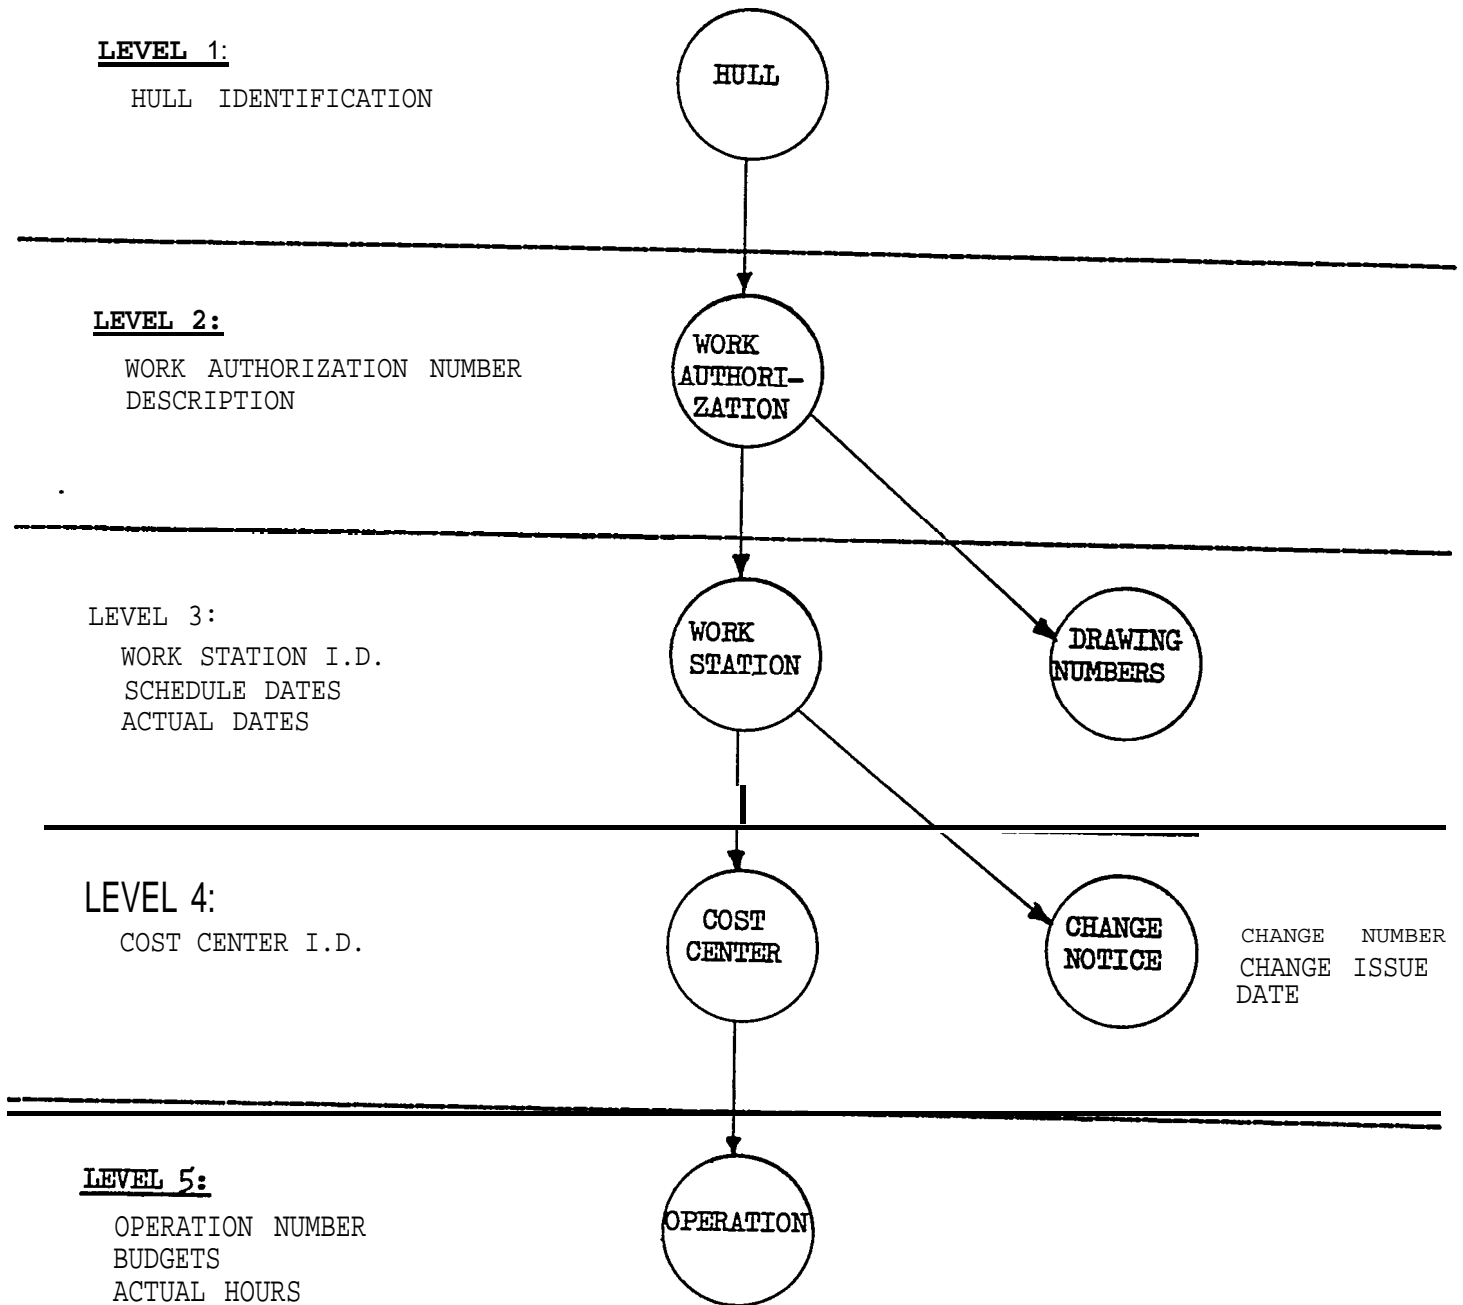 LEVEL 1:
HULL IDENTIFICATION
HULL
LEVEL 2:
WORK AUTHORIZATION NUMBER
DESCRIPTION
WORK
AUTHORI-
ZATION
LEVEL 3:
WORK STATION I.D.
SCHEDULE DATES
ACTUAL DATES
WORK
STATION
DRAWING
NUMBERS
LEVEL 4:
COST CENTER I.D.
COST
CENTER
CHANGE
NOTICE
CHANGE NUMBER
CHANGE ISSUE
DATE
LEVEL 5:
OPERATION NUMBER
BUDGETS
ACTUAL HOURS
OPERATION